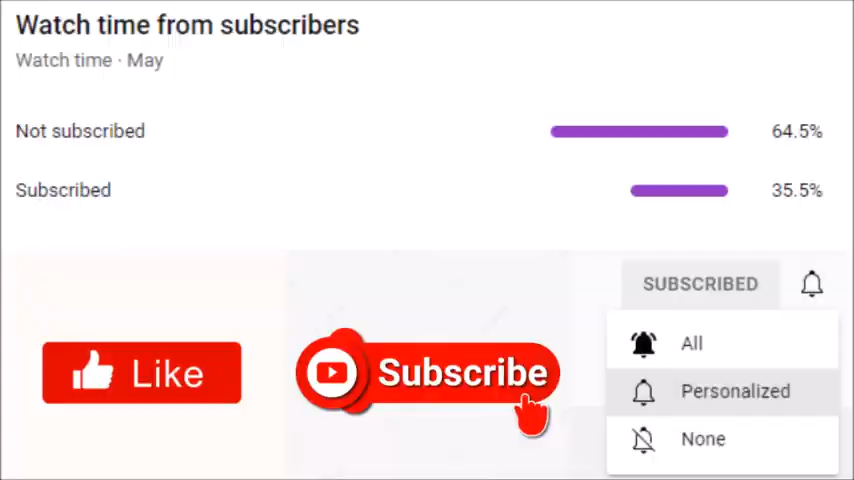 Watch time from subscribers
Watch time · May
Not subscribed 64.5%
Subscribed 35.5%
SUBSCRIBED
Like
Subscribe
All
Personalized
None